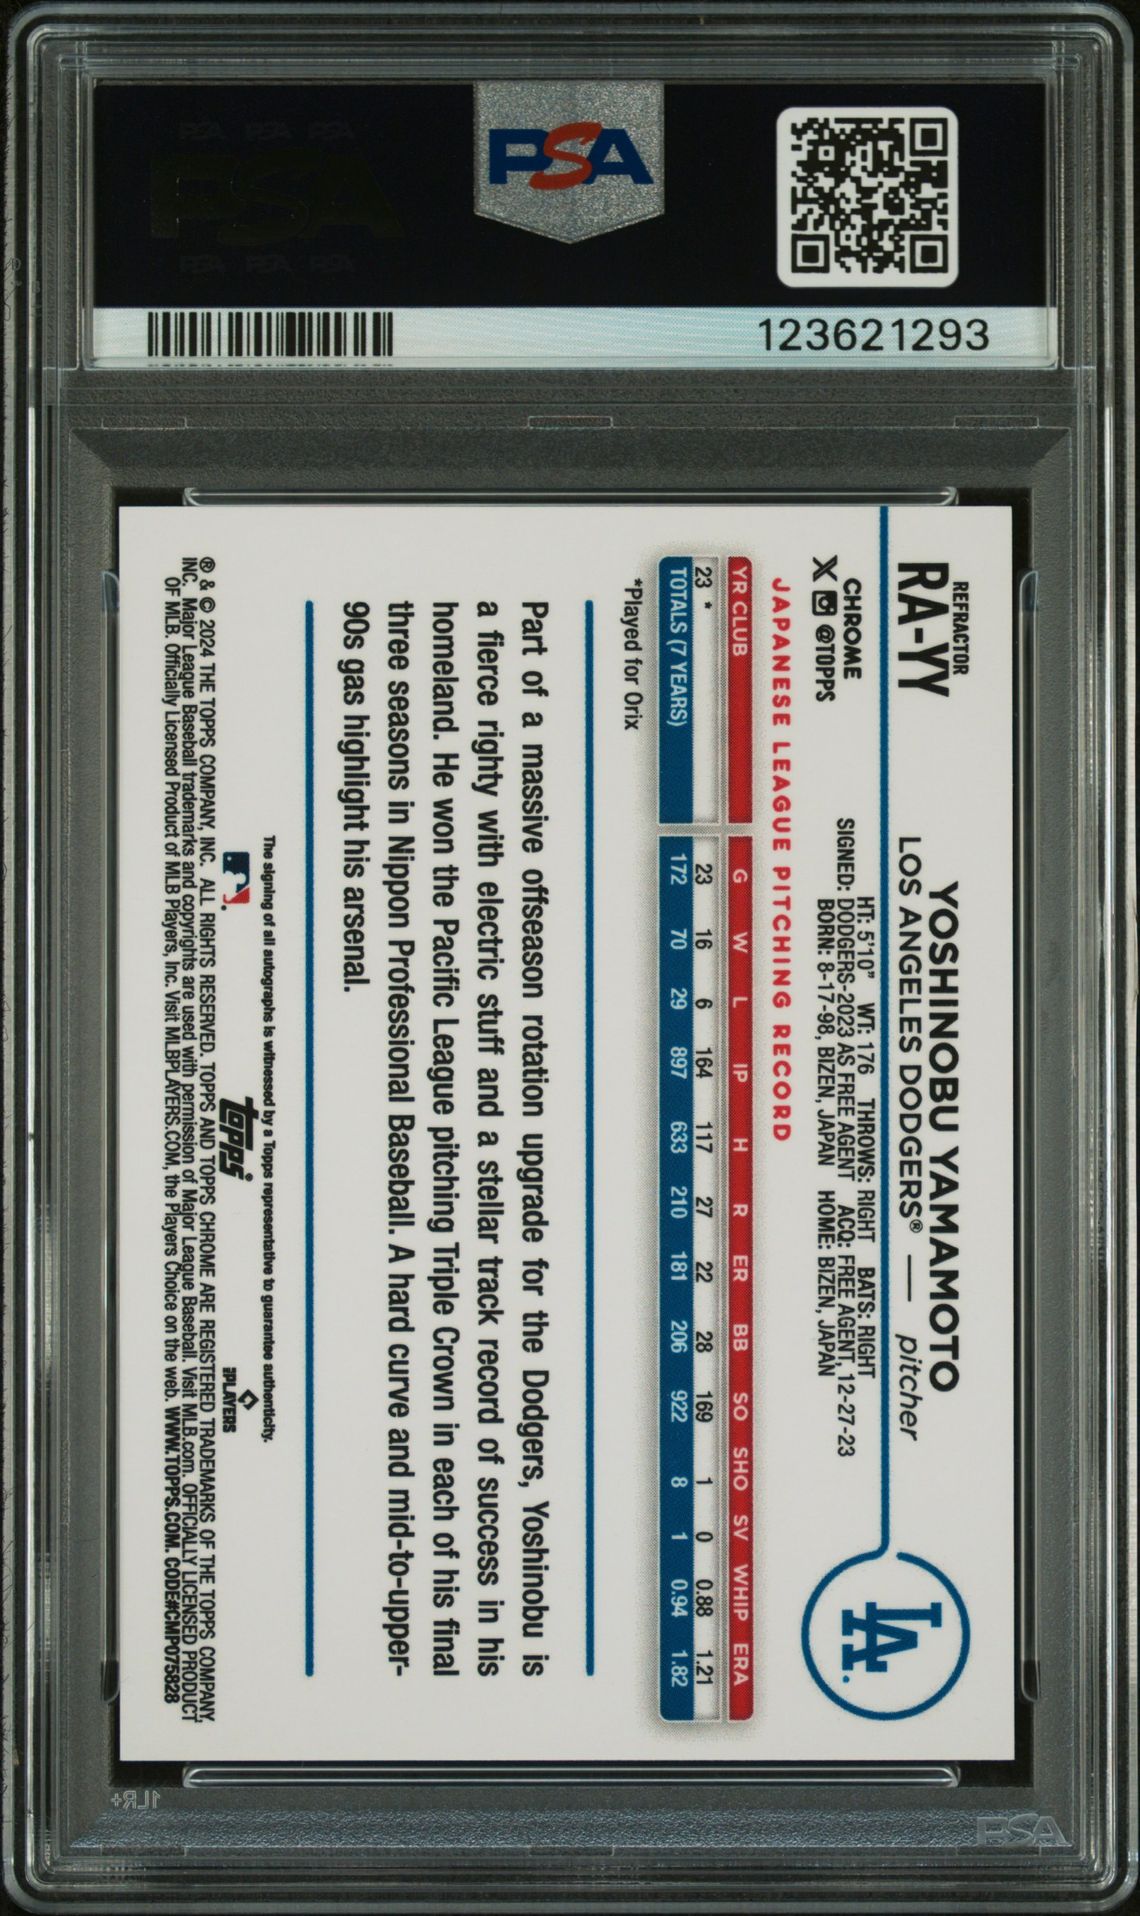 PSA
123621293
REFRACTOR
RA-YY
YOSHINOBU YAMAMOTO
LOS ANGELES DODGERS® — pitcher
CHROME
X @TOPPS
HT: 5'10" WT: 176 THROWS: RIGHT BATS: RIGHT
SIGNED: DODGERS-2023 AS FREE AGENT ACQ: FREE AGENT, 12-27-23
BORN: 8-17-98, BIZEN, JAPAN HOME: BIZEN, JAPAN
LA
JAPANESE LEAGUE PITCHING RECORD
YR CLUB G W L IP H R ER BB SO SHO SV WHIP ERA
23 * 23 16 6 164 117 27 22 28 169 1 0 0.88 1.21
TOTALS (7 YEARS) 172 70 29 897 633 210 181 206 922 8 1 0.94 1.82
*Played for Orix
Part of a massive offseason rotation upgrade for the Dodgers, Yoshinobu is
a fierce righty with electric stuff and a stellar track record of success in his
homeland. He won the Pacific League pitching Triple Crown in each of his final
three seasons in Nippon Professional Baseball. A hard curve and mid-to-upper-
90s gas highlight his arsenal.
The signing of all autographs is witnessed by a Topps representative to guarantee authenticity.
topps®
PLAYERS
® & © 2024 THE TOPPS COMPANY, INC. ALL RIGHTS RESERVED. TOPPS AND TOPPS CHROME ARE REGISTERED TRADEMARKS OF THE TOPPS COMPANY,
INC. Major League Baseball trademarks and copyrights are used with permission of Major League Baseball. Visit MLB.com. OFFICIALLY LICENSED PRODUCT
OF MLB. Officially Licensed Product of MLB Players, Inc. Visit MLBPLAYERS.COM, the Players Choice on the web. WWW.TOPPS.COM. CODE#CMP075828
1LR+
PSA